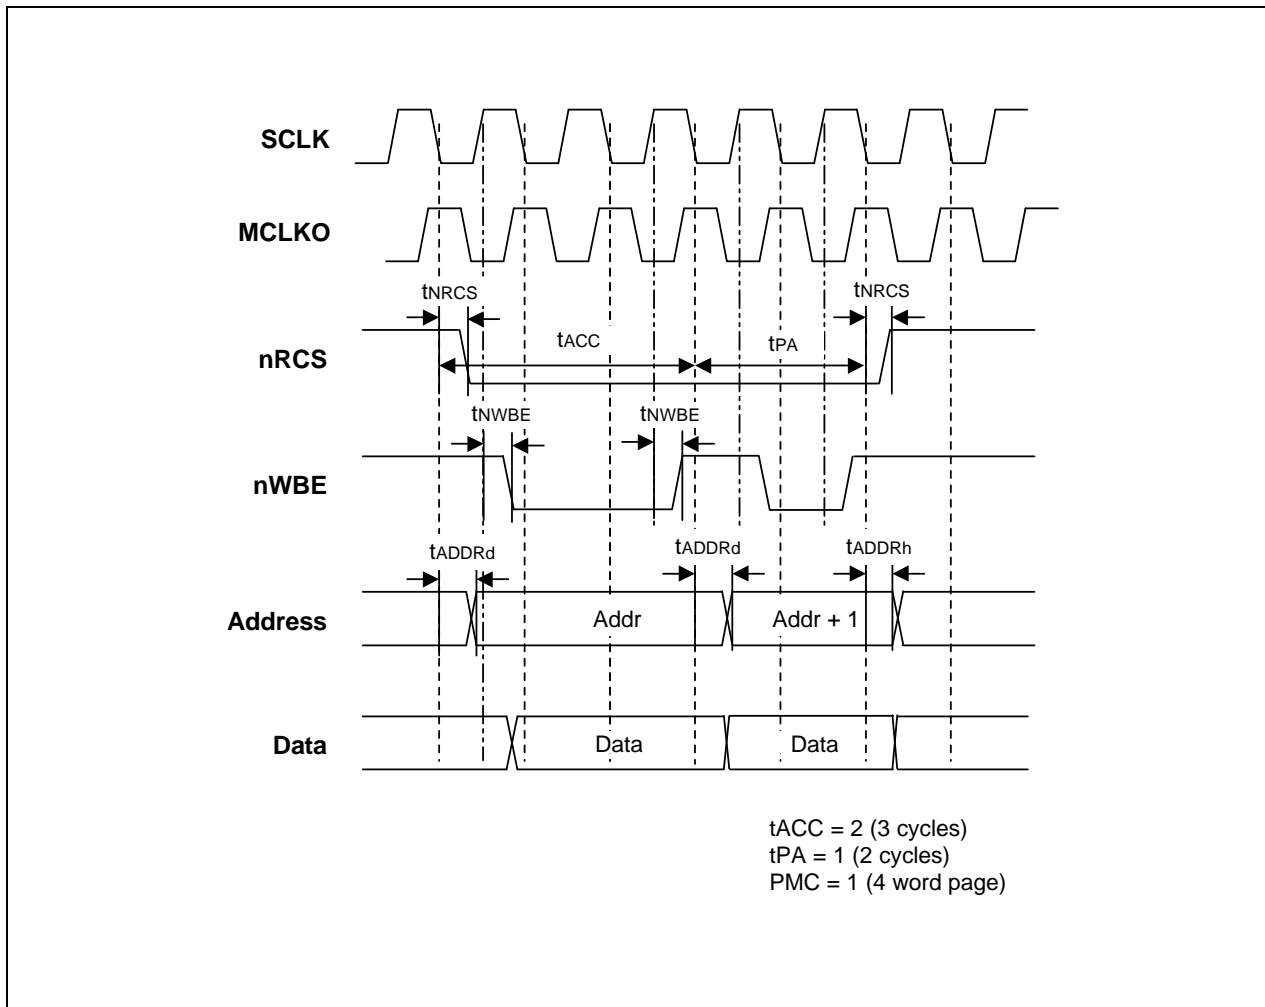 SCLK
MCLKO
tNRCS
tNRCS
nRCS
tACC
tPA
tNWBE
tNWBE
nWBE
tADDRd
tADDRd
tADDRh
Address
Addr
Addr + 1
Data
Data
Data
tACC = 2 (3 cycles)
tPA = 1 (2 cycles)
PMC = 1 (4 word page)